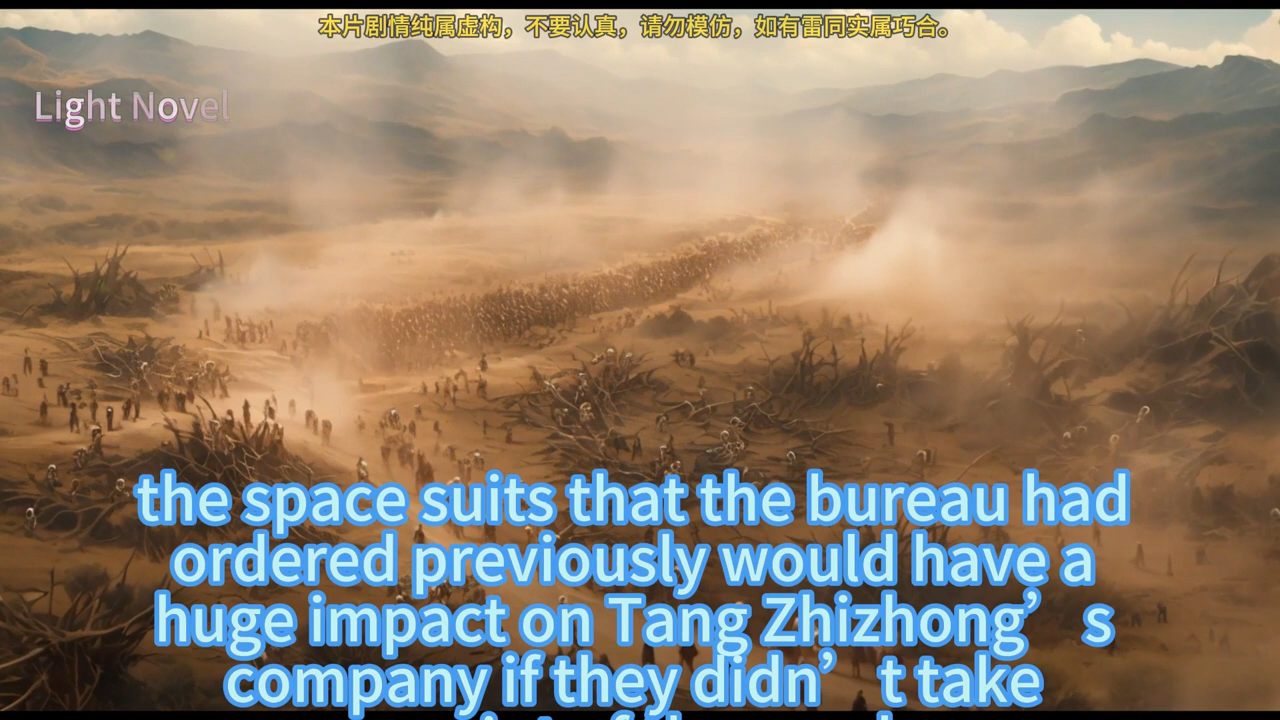 本片剧情纯属虚构，不要认真，请勿模仿，如有雷同实属巧合。
Light Novel
the space suits that the bureau had
ordered previously would have a
huge impact on Tang Zhizhong’s
company if they didn’t take